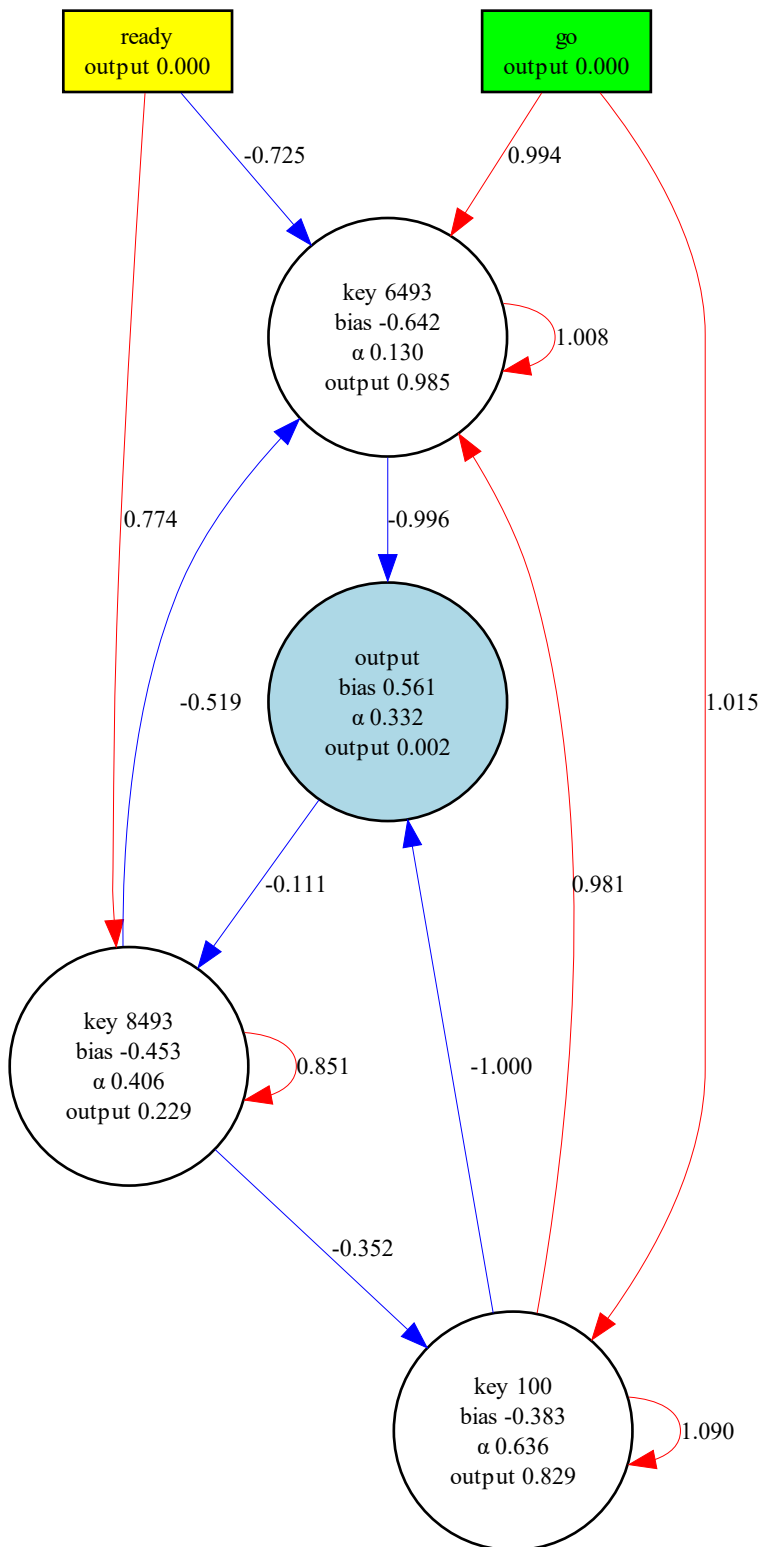 ready
output 0.000
go
output 0.000
-0.725
0.994
key 6493
bias -0.642
α 0.130
output 0.985
1.008
0.774
-0.996
output
bias 0.561
α 0.332
output 0.002
-0.519
1.015
-0.111
0.981
key 8493
bias -0.453
α 0.406
output 0.229
0.851
-1.000
-0.352
key 100
bias -0.383
α 0.636
output 0.829
1.090